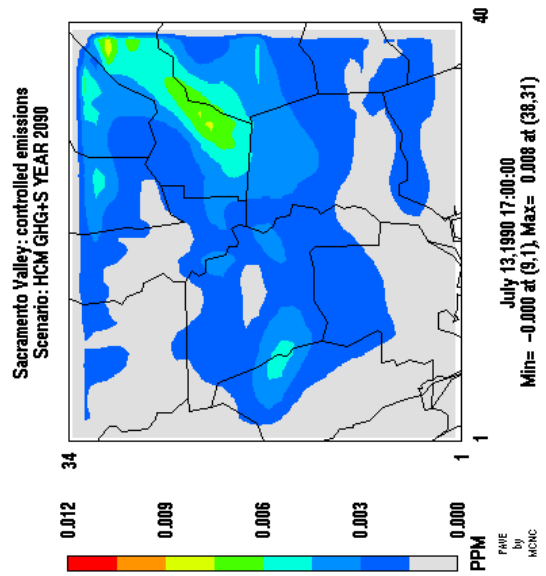 Sacramento Valley: controlled emissions
Scenario: HCM GHG+S YEAR 2090
0.012
0.009
0.006
0.003
0.000
PPM
PAVE
by
MCNC
34
1
1
40
July 13,1990 17:00:00
Min= -0.000 at (9,1), Max= 0.008 at (38,31)